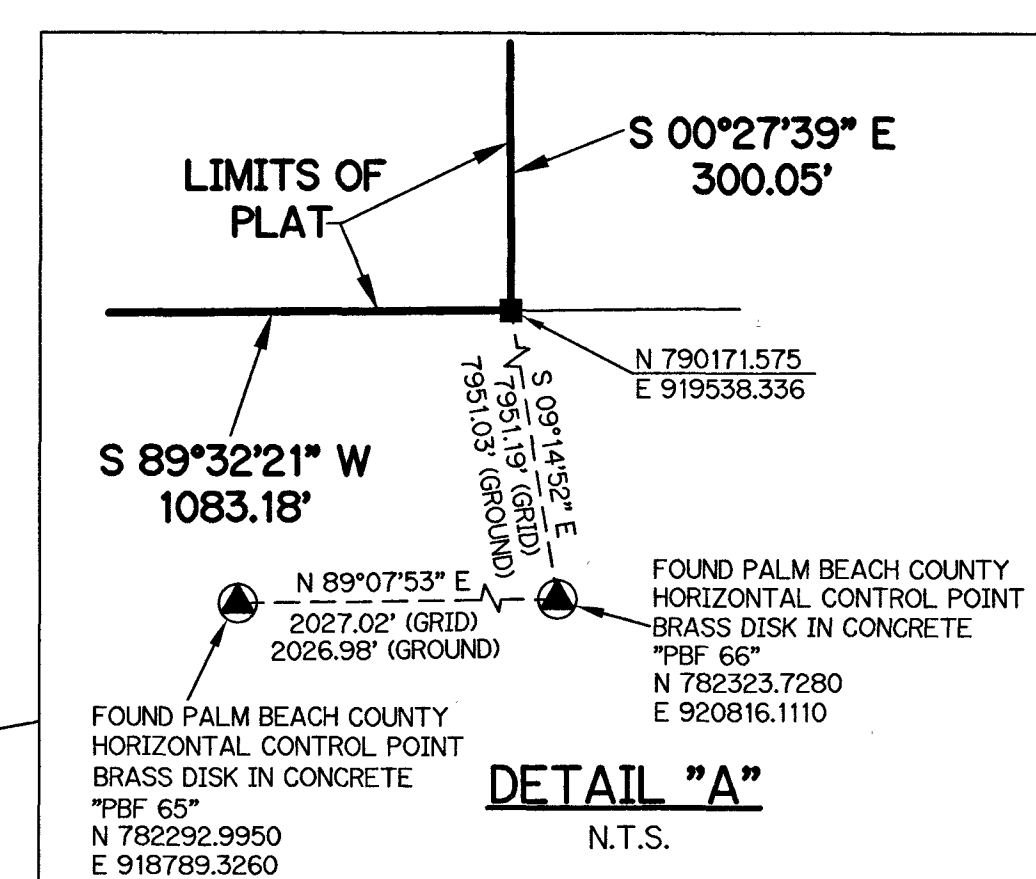 S 00°27'39" E
300.05'
LIMITS OF
PLAT
N 790171.575
E 919538.336
S 09°14'52" E
7951.19' (GRID)
7951.03' (GROUND)
S 89°32'21" W
1083.18'
N 89°07'53" E
2027.02' (GRID)
2026.98' (GROUND)
FOUND PALM BEACH COUNTY
HORIZONTAL CONTROL POINT
BRASS DISK IN CONCRETE
"PBF 66"
N 782323.7280
E 920816.1110
FOUND PALM BEACH COUNTY
HORIZONTAL CONTROL POINT
BRASS DISK IN CONCRETE
"PBF 65"
N 782292.9950
E 918789.3260
DETAIL "A"
N.T.S.